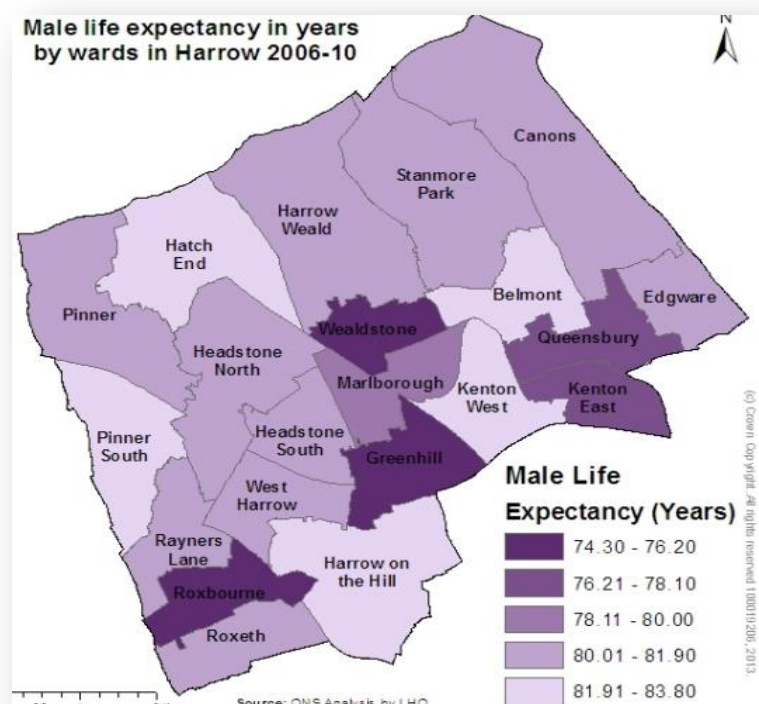 Male life expectancy in years
by wards in Harrow 2006-10
N
Canons
Stanmore
Park
Harrow
Weald
Hatch
End
Pinner
Belmont
Edgware
Wealdstone
Queensbury
Headstone
North
Marlborough
Kenton
West
Kenton
East
Pinner
South
Headstone
South
Greenhill
West
Harrow
Rayners
Lane
Harrow on
the Hill
Roxbourne
Roxeth
Male Life
Expectancy (Years)
74.30 - 76.20
76.21 - 78.10
78.11 - 80.00
80.01 - 81.90
81.91 - 83.80
Source: ONS Analysis by LHO
(c) Crown Copyright. All rights reserved 100019206, 2013.